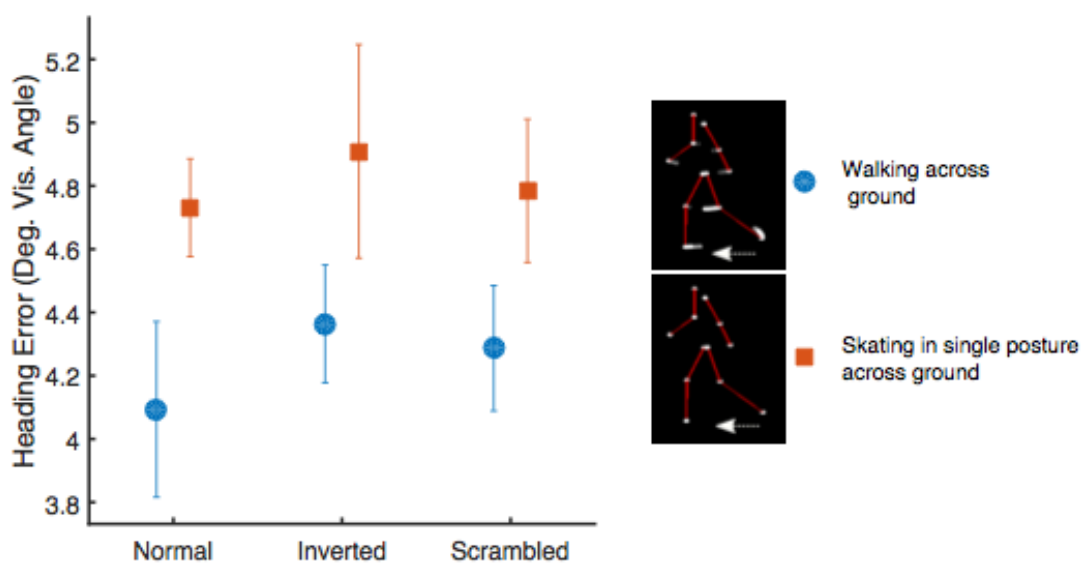 Heading Error (Deg. Vis. Angle)
5.2
5
4.8
4.6
4.4
4.2
4
3.8
Normal Inverted Scrambled
Walking across
ground
Skating in single posture
across ground